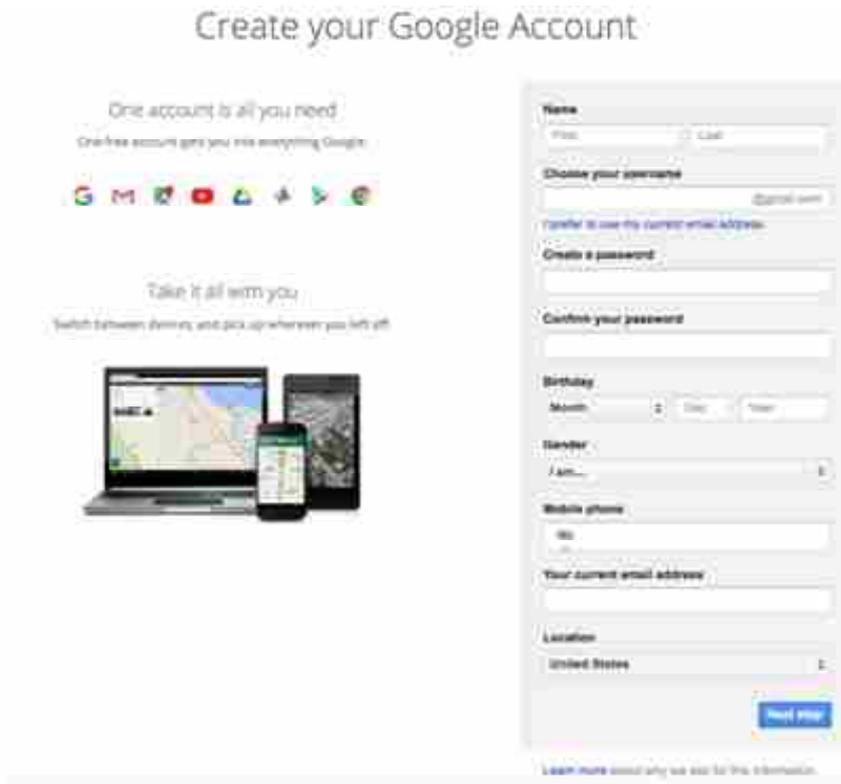 Create your Google Account
One account is all you need
One free account gets you into everything Google.
Take it all with you
Switch between devices, and pick up wherever you left off.
Name
First Last
Choose your username
@gmail.com
I prefer to use my current email address
Create a password
Confirm your password
Birthday
Month Day Year
Gender
I am...
Mobile phone
Your current email address
Location
United States
Next step
Learn more about why we ask for this information.